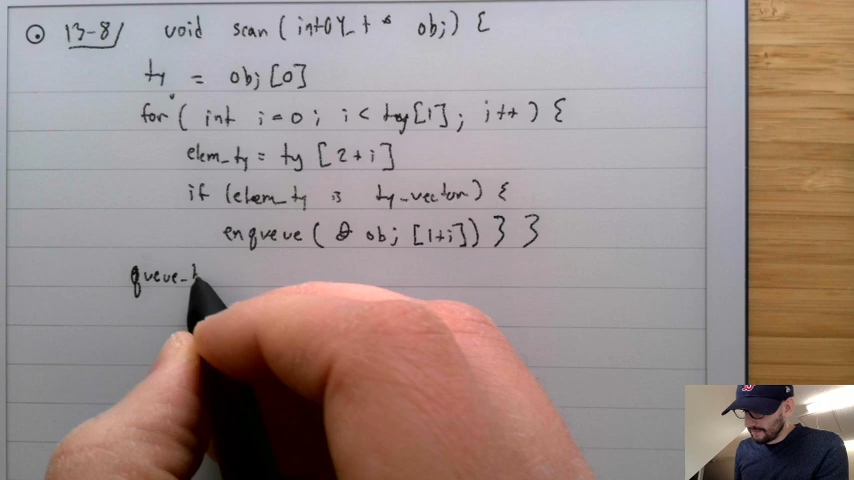 13-8/ void scan (int64_t * obj) {
ty = obj [0]
for ( int i = 0 ; i < ty [1] ; i++ ) {
elem_ty = ty [2+i]
if (elem_ty is ty_vector) {
enqueue ( & obj [1+i]) } }